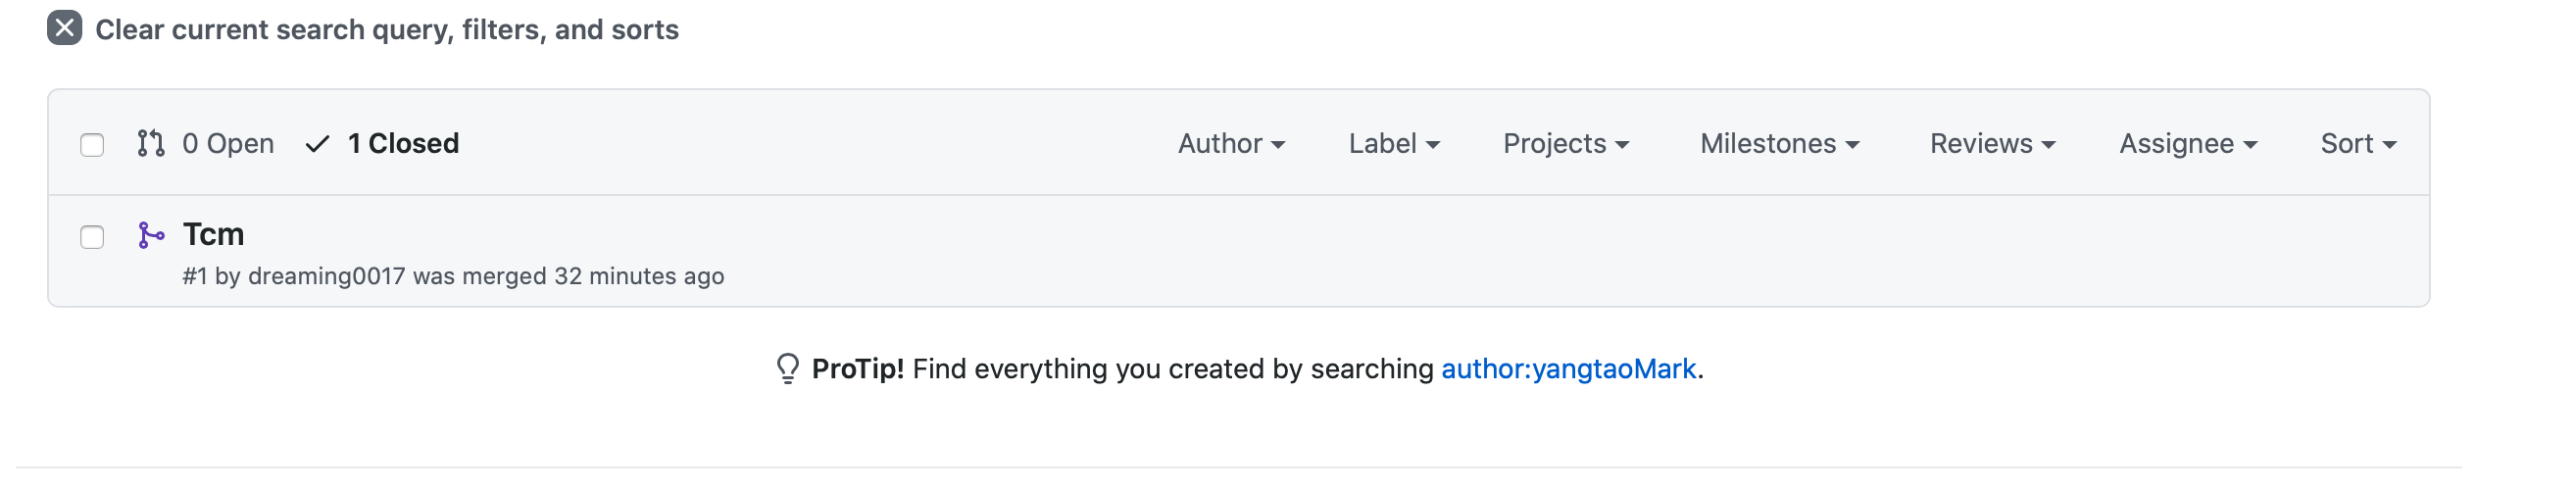 Clear current search query, filters, and sorts
0 Open 1 Closed Author Label Projects Milestones Reviews Assignee Sort
Tcm
#1 by dreaming0017 was merged 32 minutes ago
ProTip! Find everything you created by searching author:yangtaoMark.